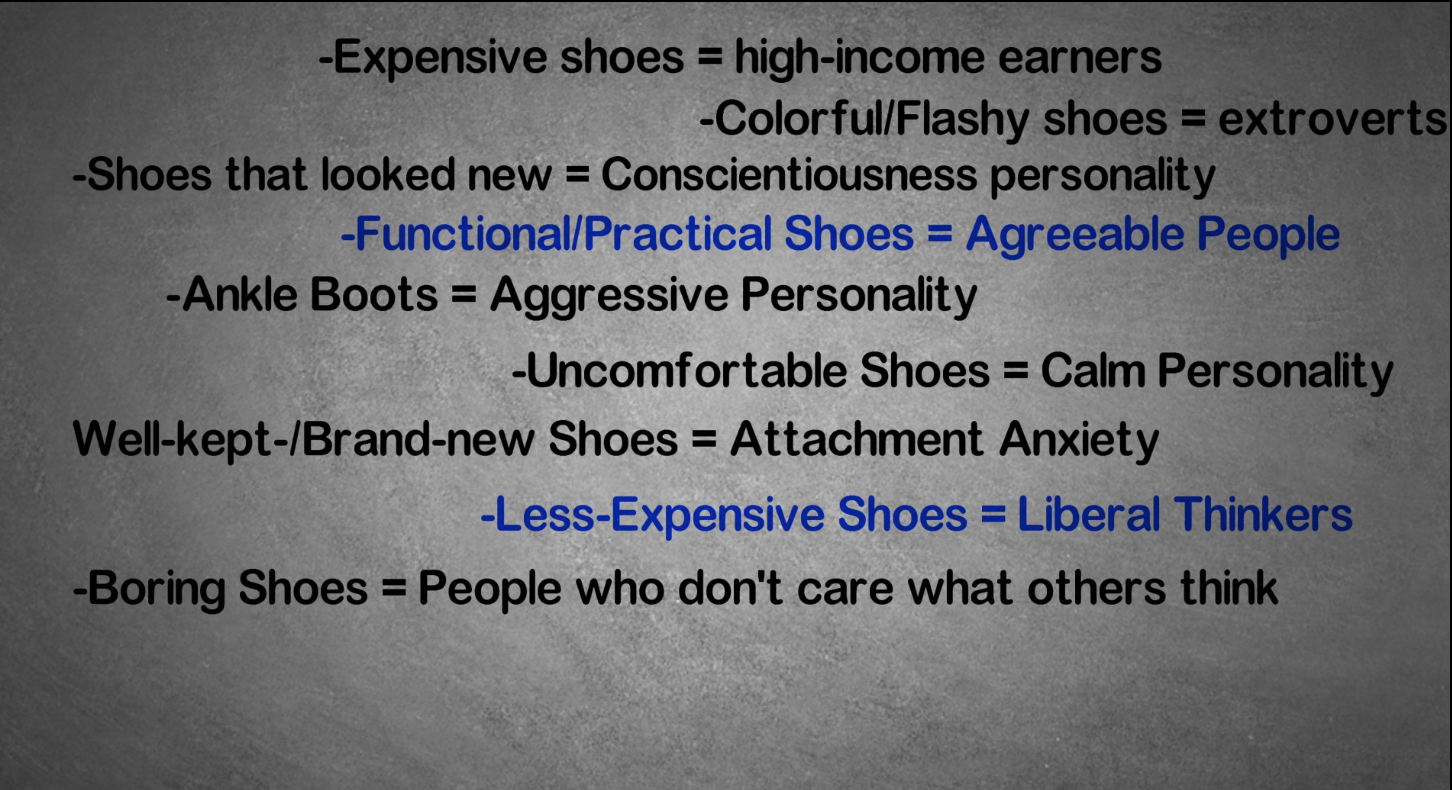 -Expensive shoes = high-income earners
-Colorful/Flashy shoes = extroverts
-Shoes that looked new = Conscientiousness personality
-Functional/Practical Shoes = Agreeable People
-Ankle Boots = Aggressive Personality
-Uncomfortable Shoes = Calm Personality
Well-kept-/Brand-new Shoes = Attachment Anxiety
-Less-Expensive Shoes = Liberal Thinkers
-Boring Shoes = People who don't care what others think